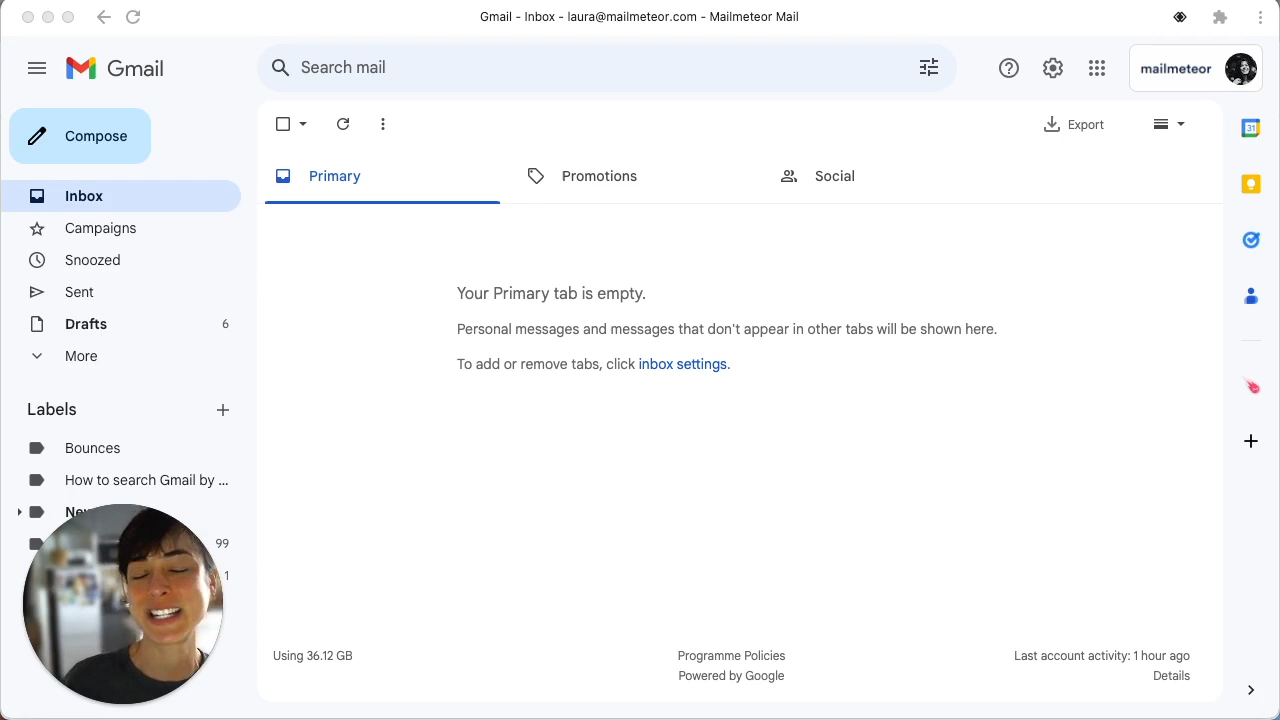 Gmail - Inbox - laura@mailmeteor.com - Mailmeteor Mail
Gmail
Search mail
mailmeteor
Compose
Export
Primary
Promotions
Social
31
Inbox
Campaigns
Snoozed
Sent
Drafts 6
More
Your Primary tab is empty.
Personal messages and messages that don't appear in other tabs will be shown here.
To add or remove tabs, click inbox settings.
Labels
Bounces
How to search Gmail by ...
99
1
Using 36.12 GB
Programme Policies
Powered by Google
Last account activity: 1 hour ago
Details